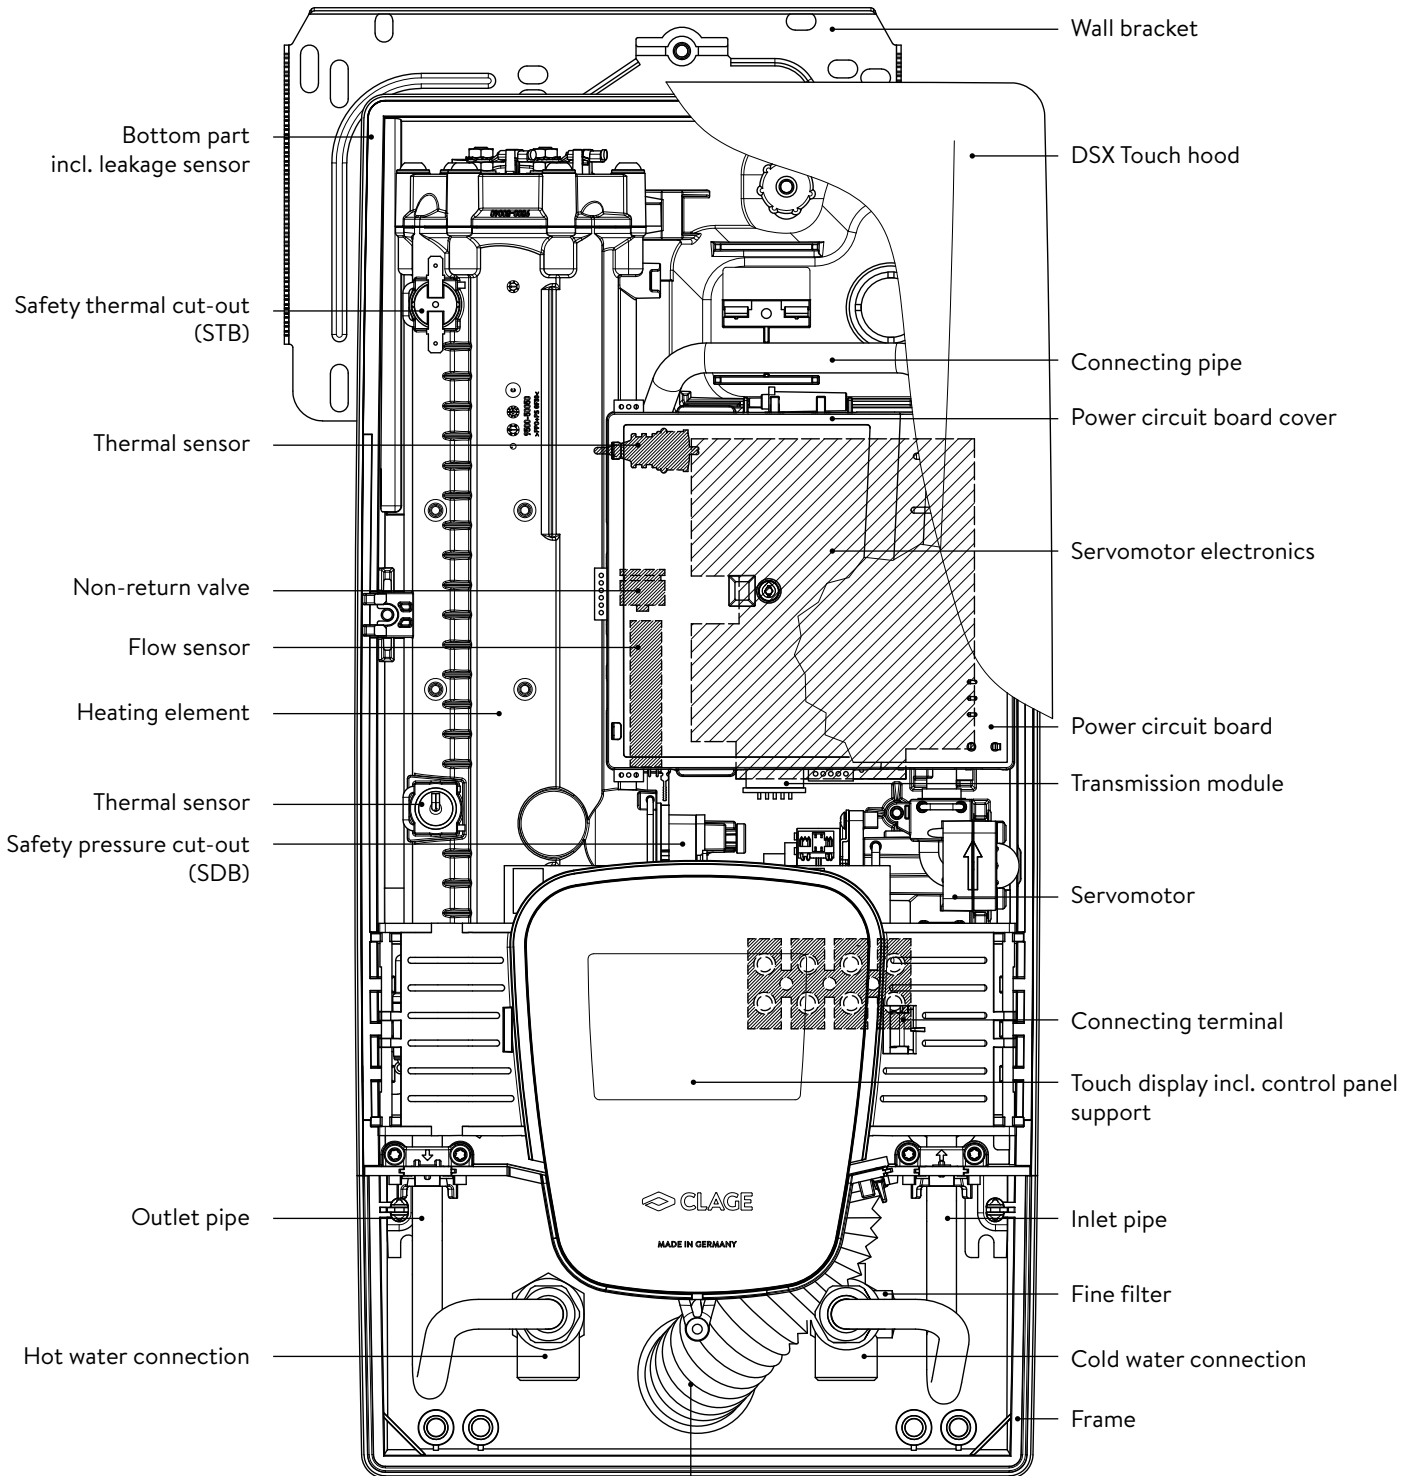 Wall bracket
Bottom part
incl. leakage sensor
DSX Touch hood
Safety thermal cut-out
(STB)
Connecting pipe
Power circuit board cover
Thermal sensor
Servomotor electronics
Non-return valve
Flow sensor
Heating element
Power circuit board
Transmission module
Thermal sensor
Safety pressure cut-out
(SDB)
Servomotor
Connecting terminal
Touch display incl. control panel
support
CLAGE
MADE IN GERMANY
Outlet pipe
Inlet pipe
Fine filter
Hot water connection
Cold water connection
Frame